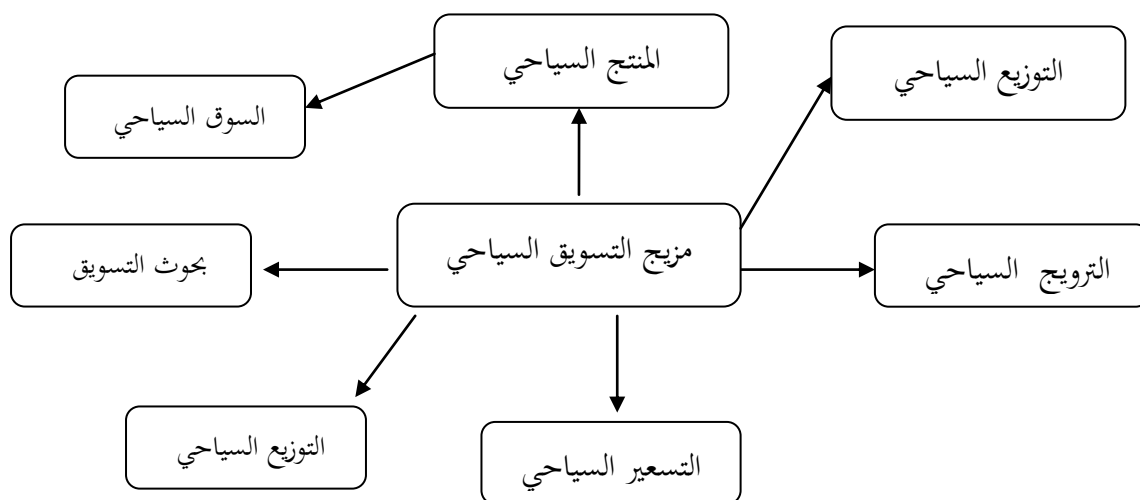 المنتج السياحي
التوزيع السياحي
السوق السياحي
مزيج التسويق السياحي
الترويج السياحي
بحوث التسويق
التوزيع السياحي
التسعير السياحي